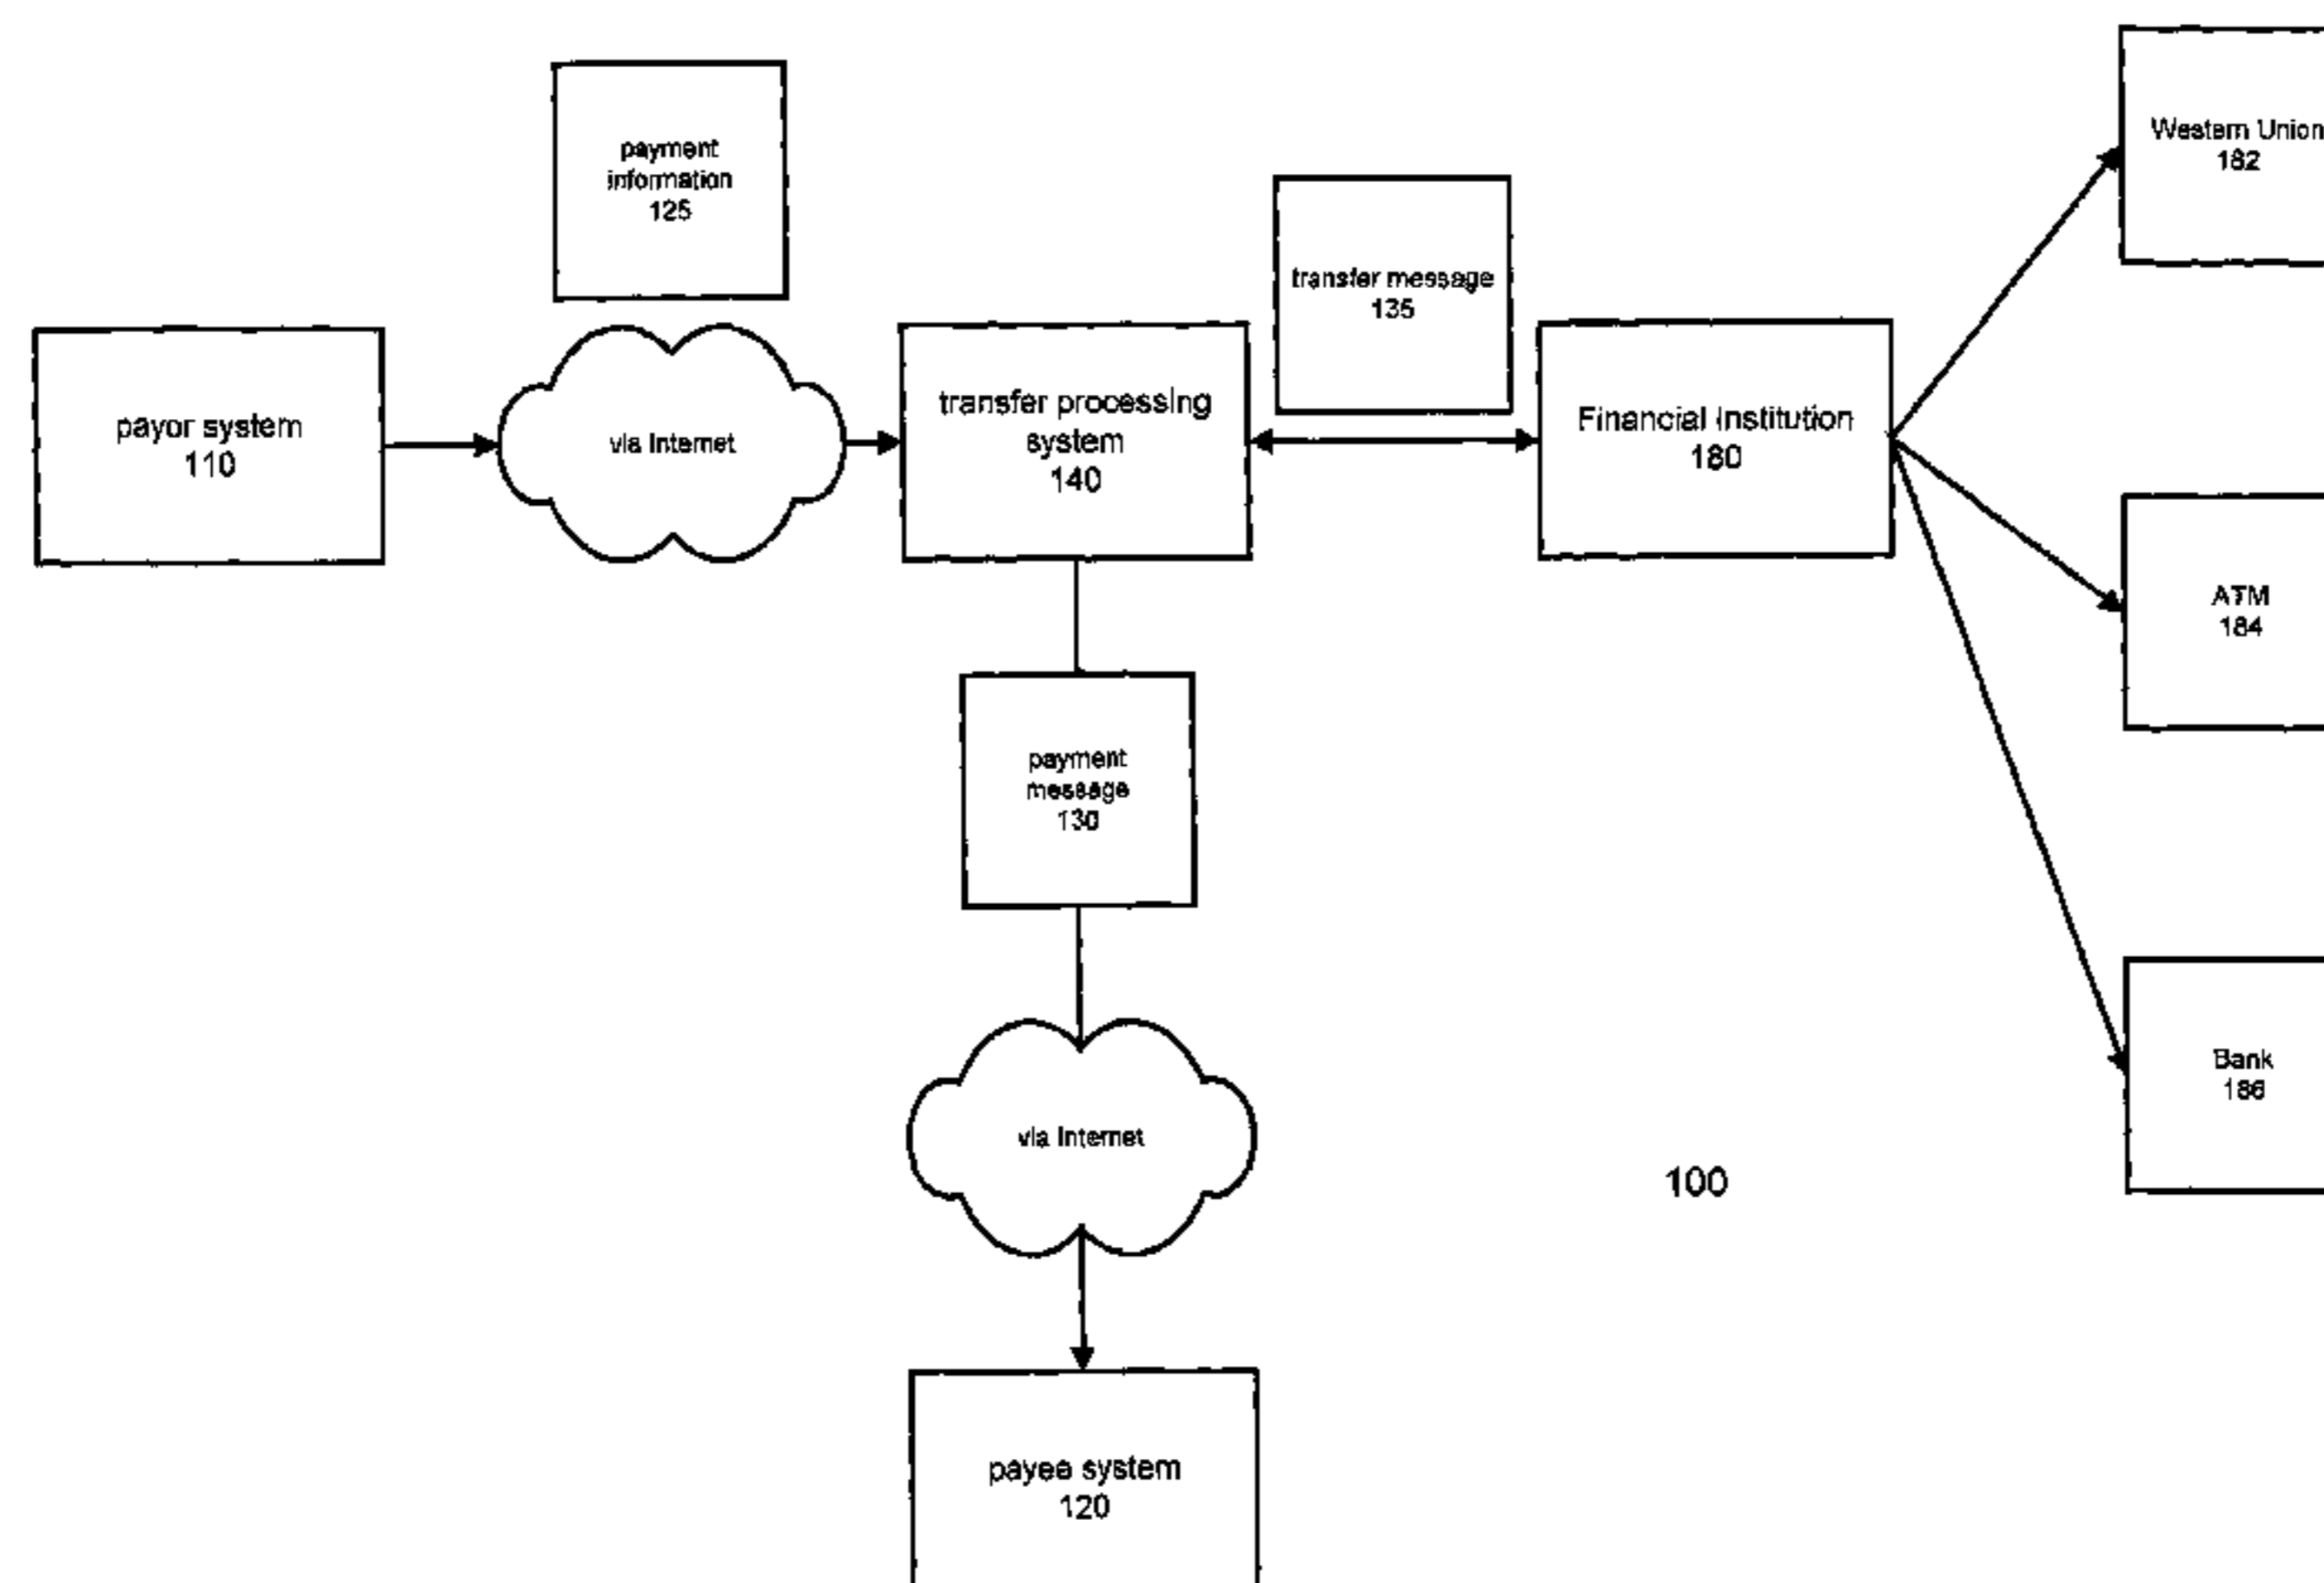 payment
information
125
Western Union
182
transfer message
135
payor system
110
via Internet
transfer processing
system
140
Financial Institution
180
ATM
184
payment
message
130
via Internet
100
Bank
186
payee system
120